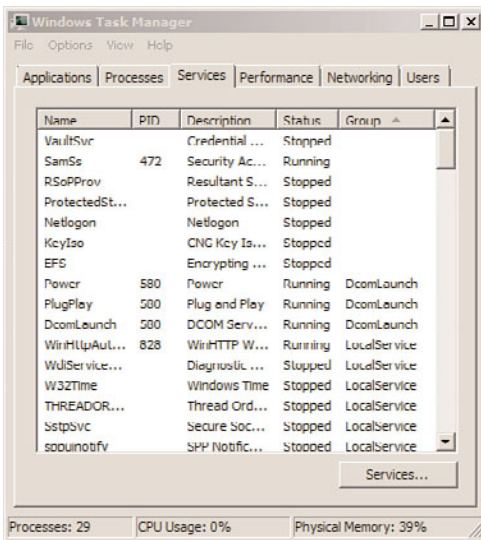 Windows Task Manager
File Options View Help
Applications Processes Services Performance Networking Users
Name PID Description Status Group
VaultSvc Credential ... Stopped
SamSs 472 Security Ac... Running
RSoPProv Resultant S... Stopped
ProtectedSt... Protected S... Stopped
Netlogon Netlogon Stopped
KeyIso CNG Key Is... Stopped
EFS Encrypting ... Stopped
Power 580 Power Running DcomLaunch
PlugPlay 580 Plug and Play Running DcomLaunch
DcomLaunch 580 DCOM Serv... Running DcomLaunch
WinHttpAut... 828 WinHTTP W... Running LocalService
WdiService... Diagnostic ... Stopped LocalService
W32Time Windows Time Stopped LocalService
THREADOR... Thread Ord... Stopped LocalService
SstpSvc Secure Soc... Stopped LocalService
sppuinotify SPP Notific... Stopped LocalService
Services...
Processes: 29 CPU Usage: 0% Physical Memory: 39%